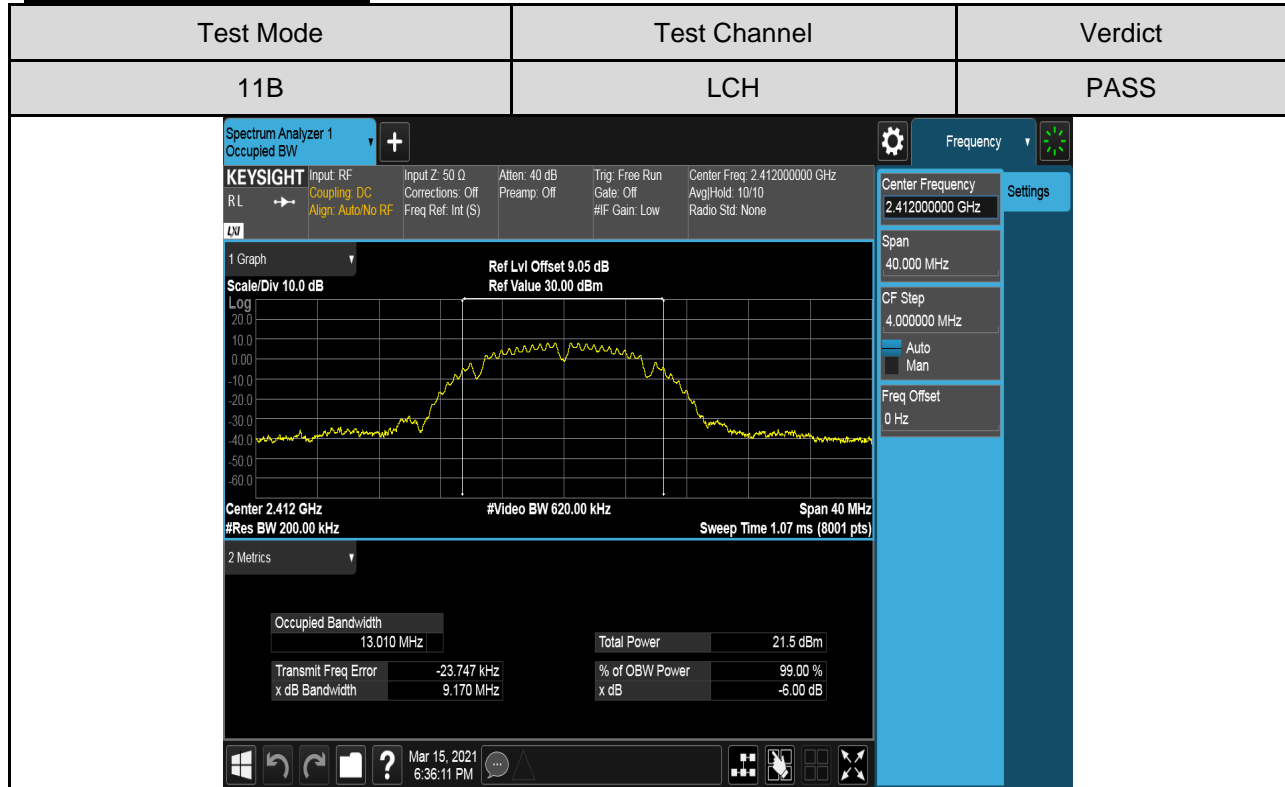 Test Mode Test Channel Verdict
11B LCH PASS
Spectrum Analyzer 1
Occupied BW
+
Frequency
KEYSIGHT
RL
LXI
Input: RF
Coupling: DC
Align: Auto/No RF
Input Z: 50 Ω
Corrections: Off
Freq Ref: Int (S)
Atten: 40 dB
Preamp: Off
Trig: Free Run
Gate: Off
#IF Gain: Low
Center Freq: 2.412000000 GHz
Avg|Hold: 10/10
Radio Std: None
Center Frequency
2.412000000 GHz
Settings
Span
40.000 MHz
CF Step
4.000000 MHz
Auto
Man
Freq Offset
0 Hz
1 Graph
Scale/Div 10.0 dB
Ref Lvl Offset 9.05 dB
Ref Value 30.00 dBm
Log
20.0
10.0
0.00
-10.0
-20.0
-30.0
-40.0
-50.0
-60.0
Center 2.412 GHz #Video BW 620.00 kHz Span 40 MHz
#Res BW 200.00 kHz Sweep Time 1.07 ms (8001 pts)
2 Metrics
Occupied Bandwidth
13.010 MHz
Total Power 21.5 dBm
Transmit Freq Error -23.747 kHz % of OBW Power 99.00 %
x dB Bandwidth 9.170 MHz x dB -6.00 dB
?
Mar 15, 2021
6:36:11 PM